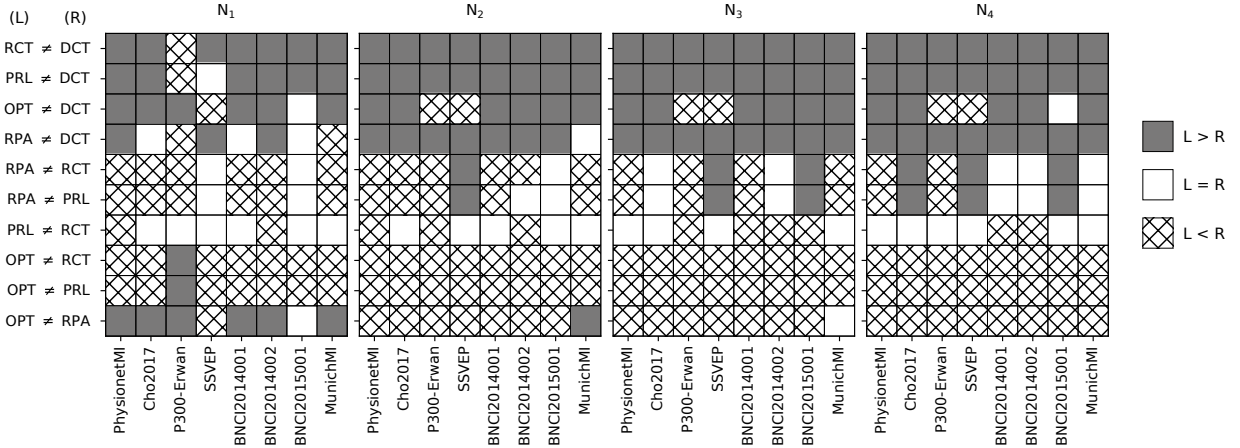 (L) (R) N1 N2 N3 N4
RCT ≠ DCT
PRL ≠ DCT
OPT ≠ DCT
RPA ≠ DCT
RPA ≠ RCT
RPA ≠ PRL
PRL ≠ RCT
OPT ≠ RCT
OPT ≠ PRL
OPT ≠ RPA
L > R
L = R
L < R
PhysionetMI
Cho2017
P300-Erwan
SSVEP
BNCI2014001
BNCI2014002
BNCI2015001
MunichMI
PhysionetMI
Cho2017
P300-Erwan
SSVEP
BNCI2014001
BNCI2014002
BNCI2015001
MunichMI
PhysionetMI
Cho2017
P300-Erwan
SSVEP
BNCI2014001
BNCI2014002
BNCI2015001
MunichMI
PhysionetMI
Cho2017
P300-Erwan
SSVEP
BNCI2014001
BNCI2014002
BNCI2015001
MunichMI